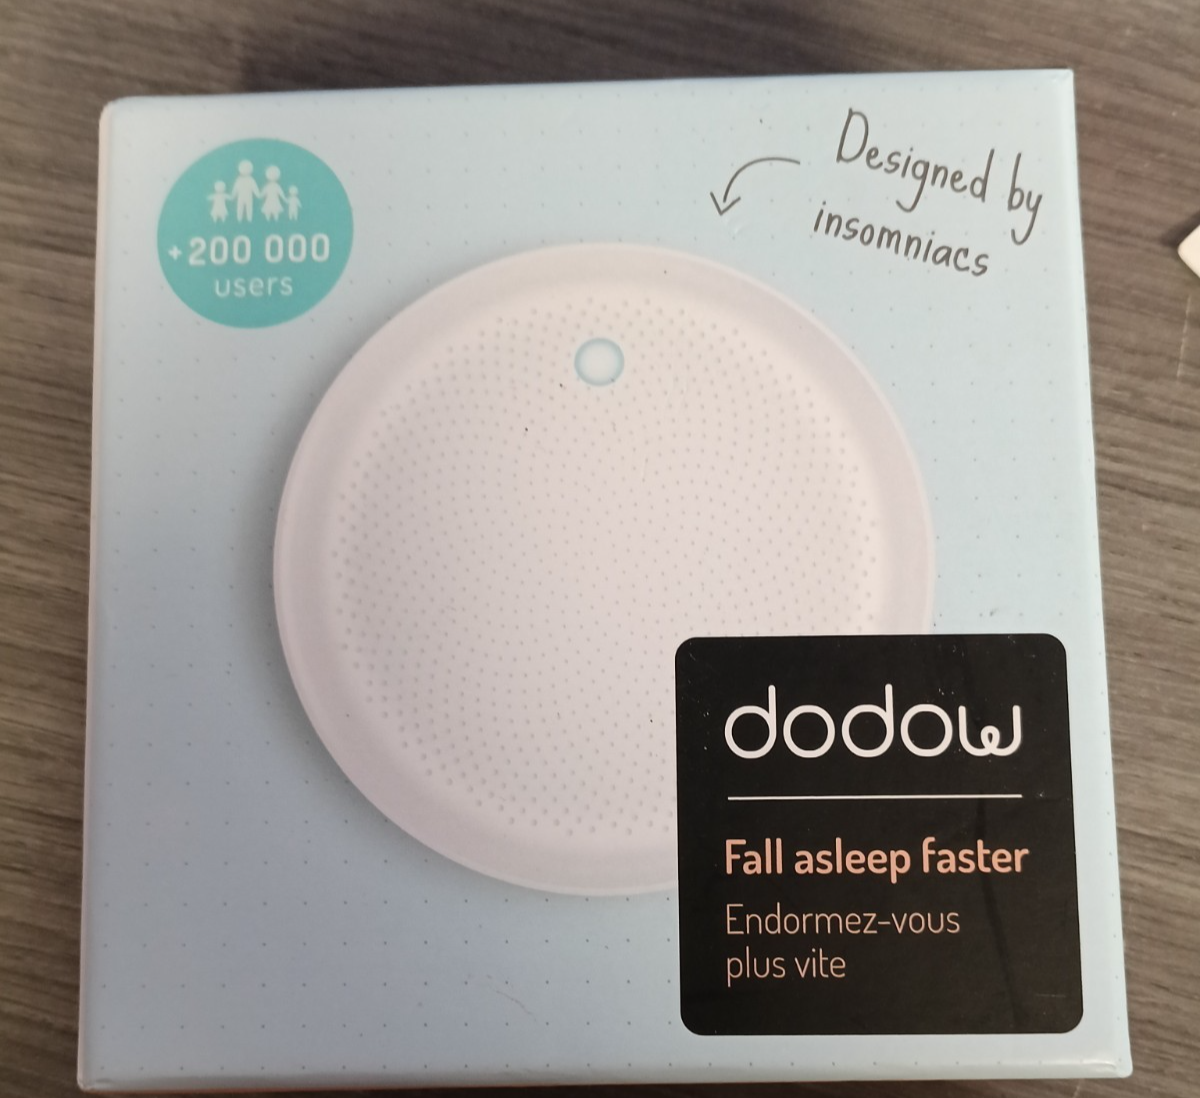 +200 000
users
Designed by
insomniacs
dodow
Fall asleep faster
Endormez-vous
plus vite